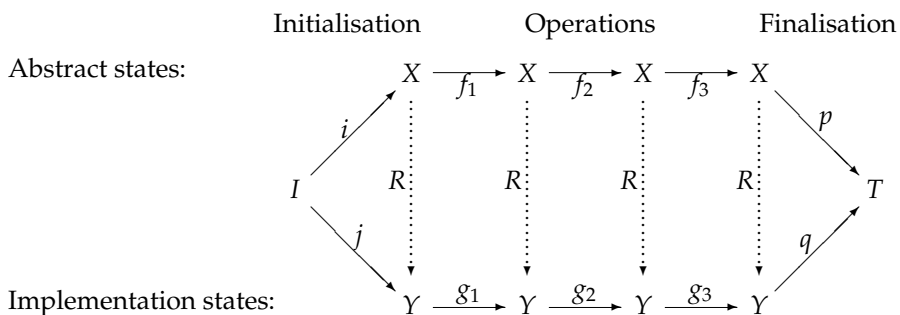 Initialisation Operations Finalisation
Abstract states: X f₁ X f₂ X f₃ X
i p
I R R R R T
j q
Implementation states: Y g₁ Y g₂ Y g₃ Y